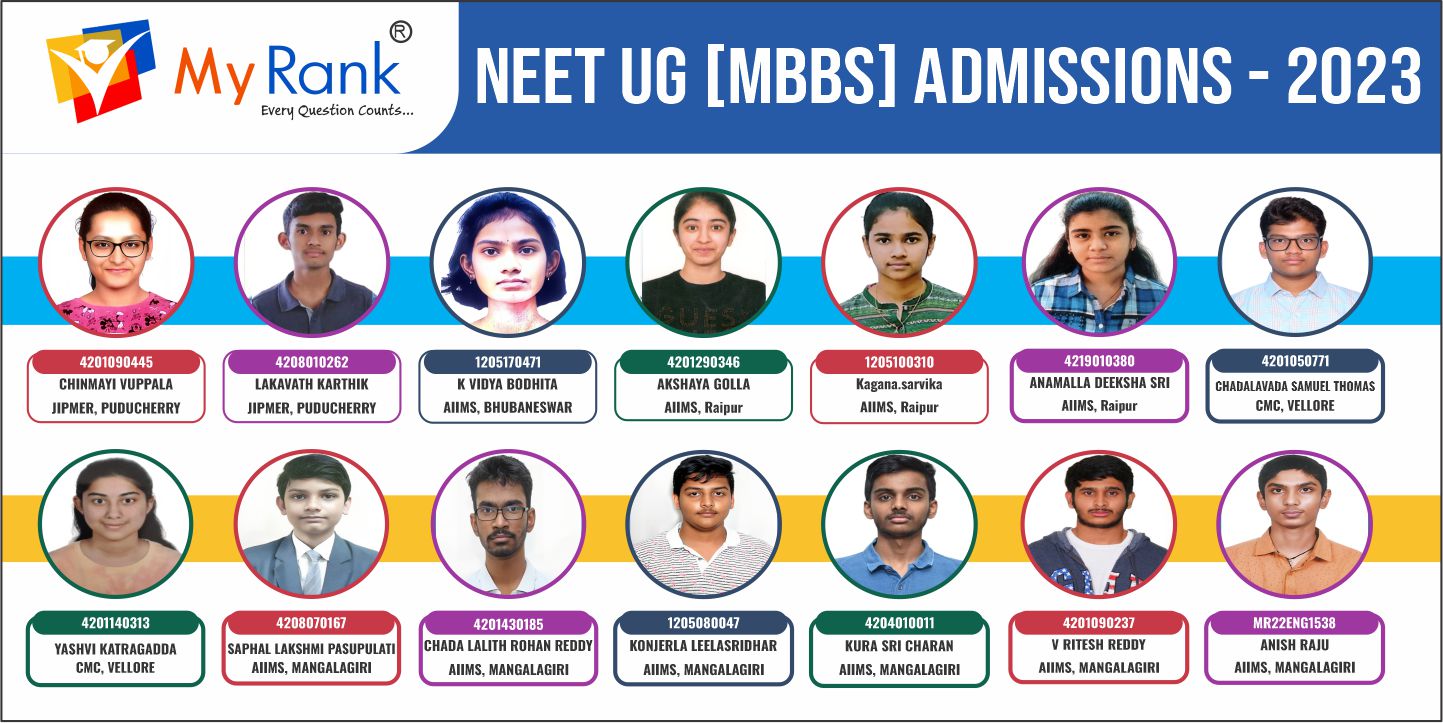 My Rank ®
Every Question Counts...
NEET UG [MBBS] ADMISSIONS - 2023
GUESS
4201090445
CHINMAYI VUPPALA
JIPMER, PUDUCHERRY
4208010262
LAKAVATH KARTHIK
JIPMER, PUDUCHERRY
1205170471
K VIDYA BODHITA
AIIMS, BHUBANESWAR
4201290346
AKSHAYA GOLLA
AIIMS, Raipur
1205100310
Kagana.sarvika
AIIMS, Raipur
4219010380
ANAMALLA DEEKSHA SRI
AIIMS, Raipur
4201050771
CHADALAVADA SAMUEL THOMAS
CMC, VELLORE
4201140313
YASHVI KATRAGADDA
CMC, VELLORE
4208070167
SAPHAL LAKSHMI PASUPULATI
AIIMS, MANGALAGIRI
4201430185
CHADA LALITH ROHAN REDDY
AIIMS, MANGALAGIRI
1205080047
KONJERLA LEELASRIDHAR
AIIMS, MANGALAGIRI
4204010011
KURA SRI CHARAN
AIIMS, MANGALAGIRI
4201090237
V RITESH REDDY
AIIMS, MANGALAGIRI
MR22ENG1538
ANISH RAJU
AIIMS, MANGALAGIRI